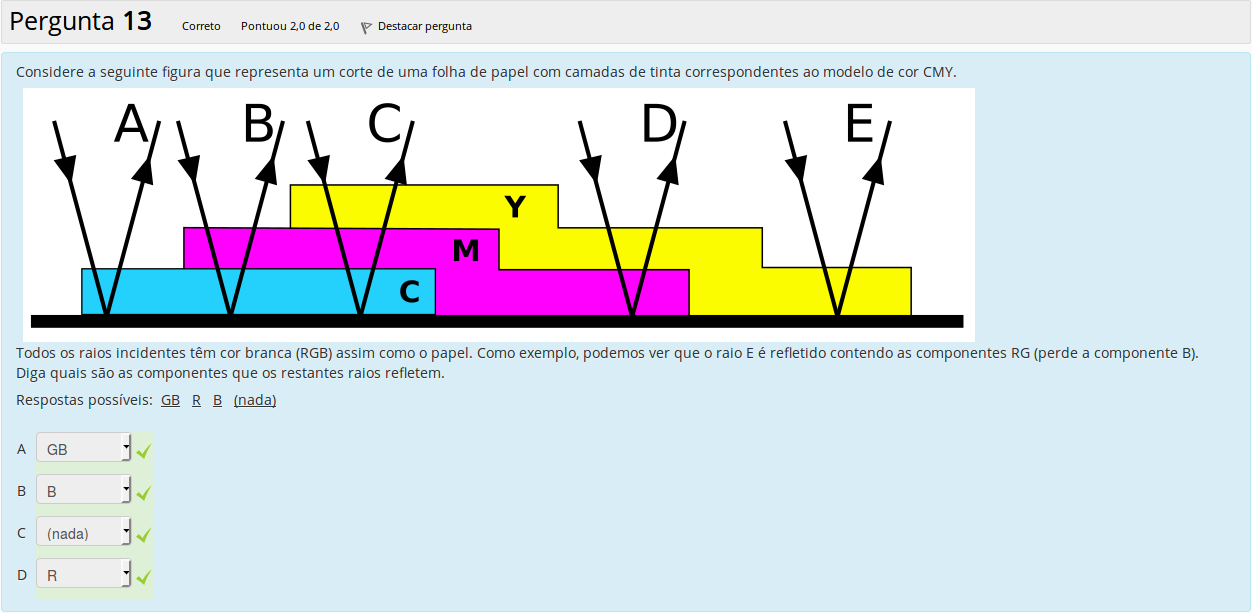 Pergunta 13 Correto Pontuou 2,0 de 2,0 Destacar pergunta
Considere a seguinte figura que representa um corte de uma folha de papel com camadas de tinta correspondentes ao modelo de cor CMY.
A B C D E
Y
M
C
Todos os raios incidentes têm cor branca (RGB) assim como o papel. Como exemplo, podemos ver que o raio E é refletido contendo as componentes RG (perde a componente B).
Diga quais são as componentes que os restantes raios refletem.
Respostas possíveis: GB R B (nada)
A GB
B B
C (nada)
D R